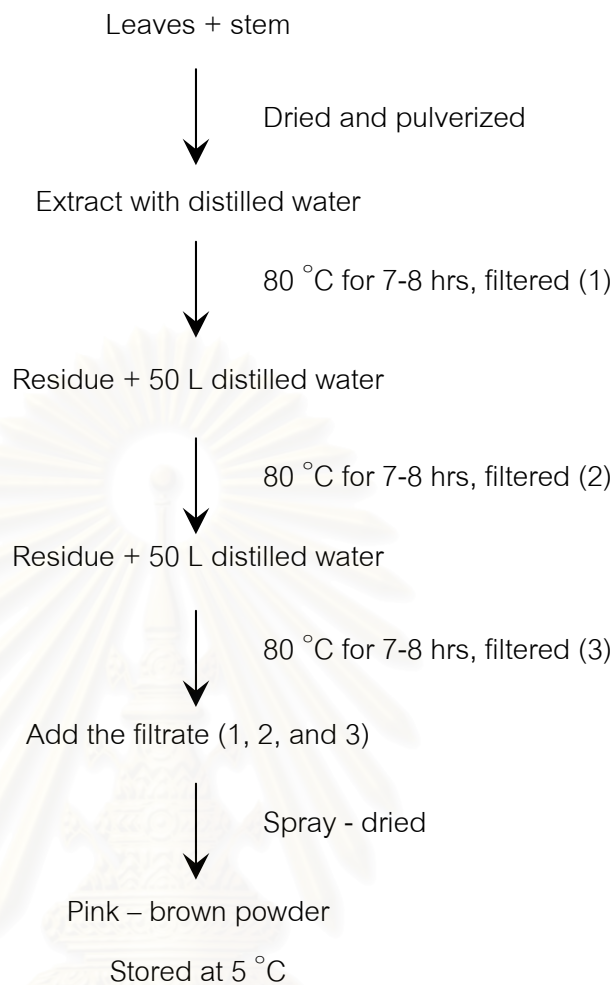 Leaves + stem
Dried and pulverized
Extract with distilled water
80 °C for 7-8 hrs, filtered (1)
Residue + 50 L distilled water
80 °C for 7-8 hrs, filtered (2)
Residue + 50 L distilled water
80 °C for 7-8 hrs, filtered (3)
Add the filtrate (1, 2, and 3)
Spray - dried
Pink – brown powder
Stored at 5 °C